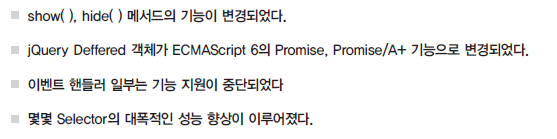 show( ), hide( ) 메서드의 기능이 변경되었다.
jQuery Deffered 객체가 ECMAScript 6의 Promise, Promise/A+ 기능으로 변경되었다.
이벤트 핸들러 일부는 기능 지원이 중단되었다
몇몇 Selector의 대폭적인 성능 향상이 이루어졌다.